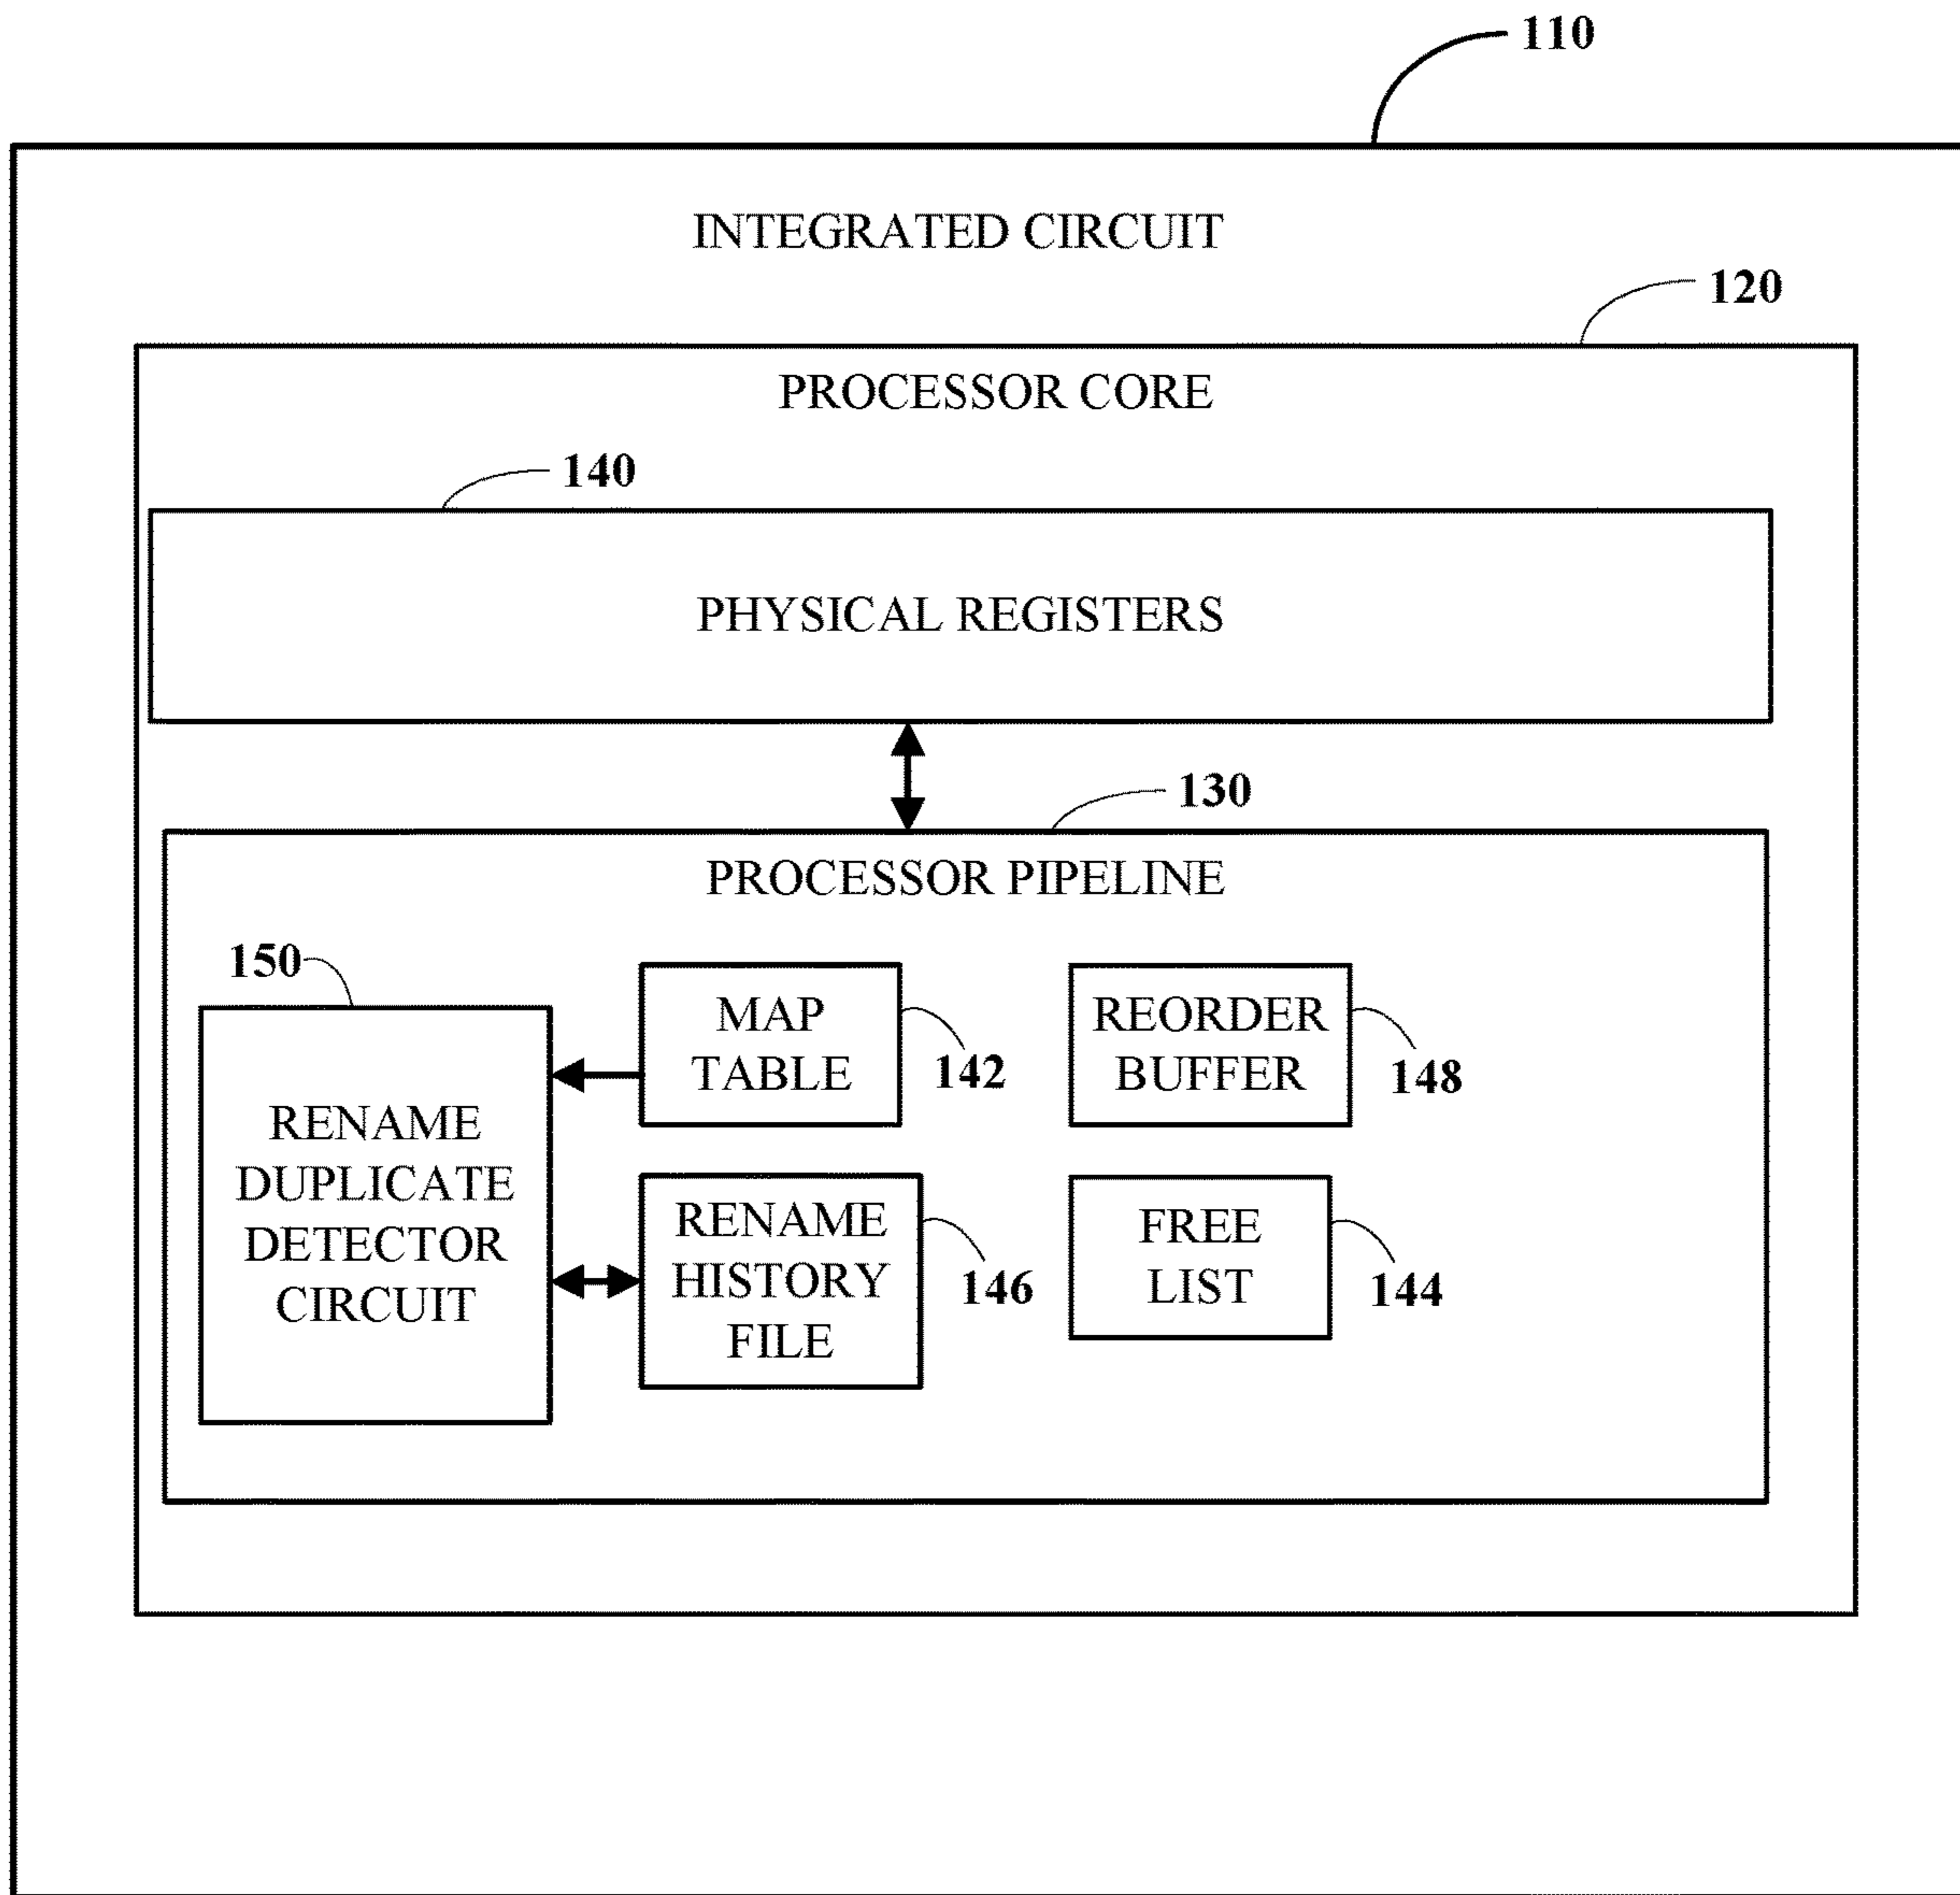 110
INTEGRATED CIRCUIT
120
PROCESSOR CORE
140
PHYSICAL REGISTERS
130
PROCESSOR PIPELINE
150
RENAME
DUPLICATE
DETECTOR
CIRCUIT
MAP
TABLE
142
REORDER
BUFFER
148
RENAME
HISTORY
FILE
146
FREE
LIST
144